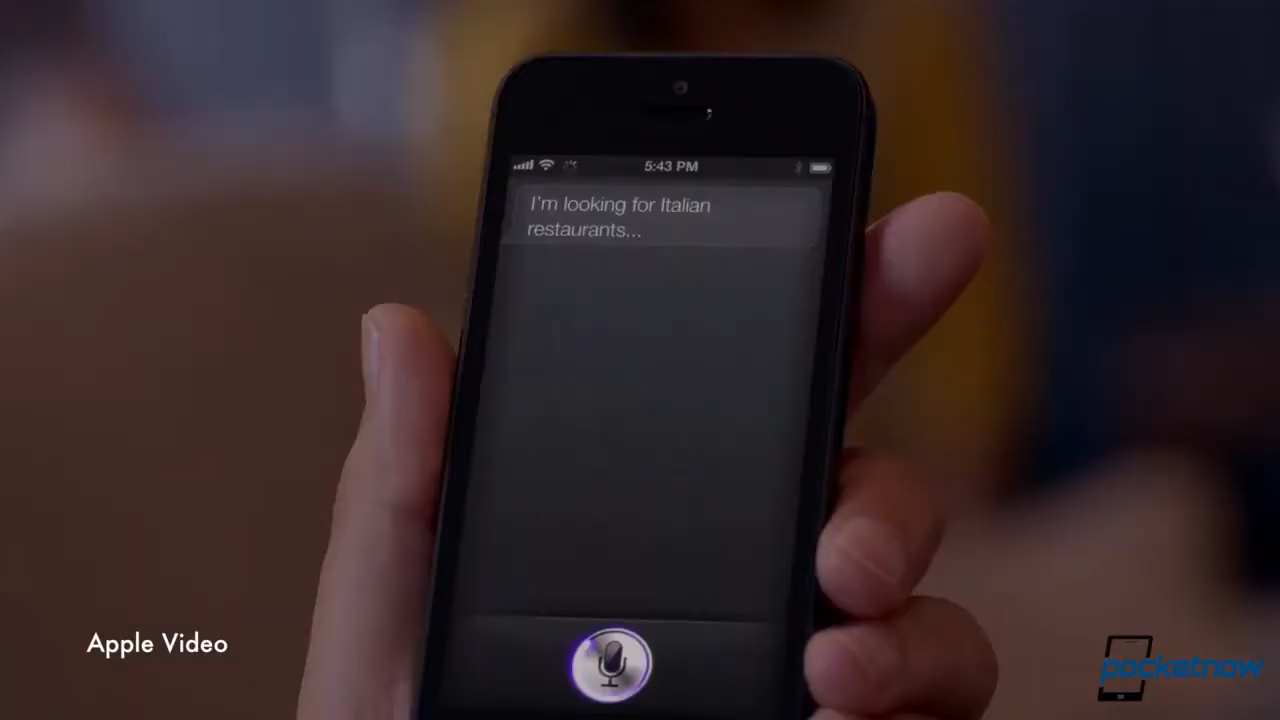 5:43 PM
I'm looking for Italian
restaurants...
Apple Video
pocketnow